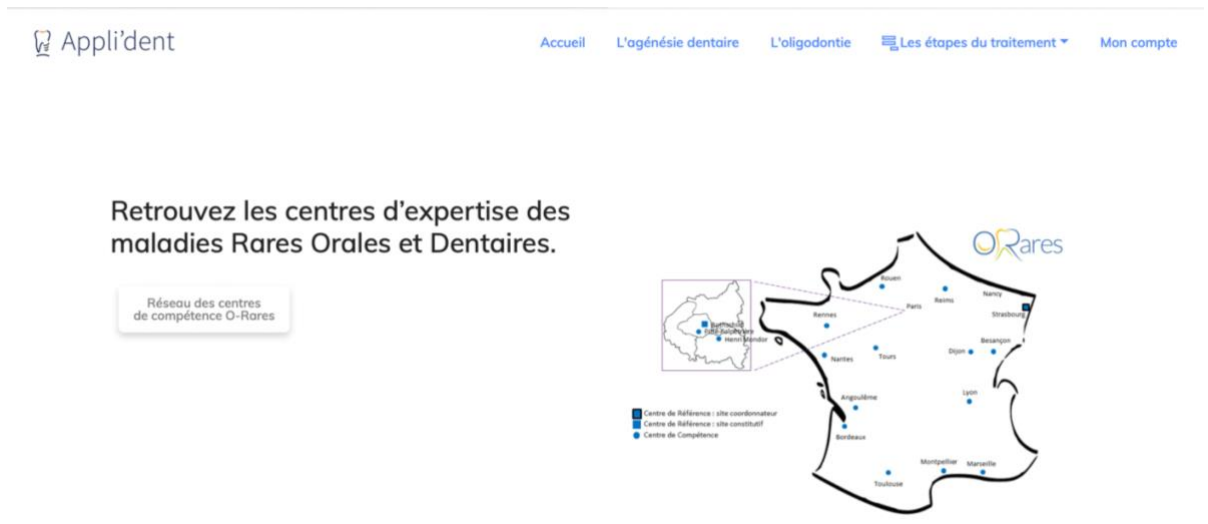 Appli'dent
Accueil
L'agénésie dentaire
L'oligodontie
Les étapes du traitement
Mon compte
Retrouvez les centres d'expertise des
maladies Rares Orales et Dentaires.
Réseau des centres
de compétence O-Rares
ORares
Rouen
Reims
Nancy
Paris
Strasbourg
Rennes
Rothschild
Henri Mondor
Besançon
Dijon
Nantes
Tours
Lyon
Angoulême
Centre de Référence : site coordonnateur
Centre de Référence : site constitutif
Centre de Compétence
Bordeaux
Montpellier
Marseille
Toulouse